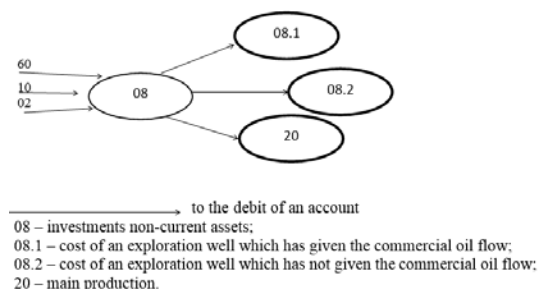 08.1
60
10
02
08
08.2
20
to the debit of an account
08 – investments non-current assets;
08.1 – cost of an exploration well which has given the commercial oil flow;
08.2 – cost of an exploration well which has not given the commercial oil flow;
20 – main production.